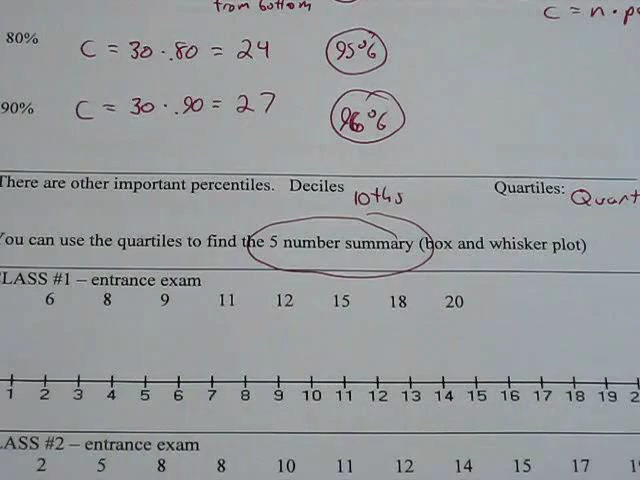 from bottom
C = n · p
80% C = 30 · .80 = 24 95%
90% C = 30 · .90 = 27 96%
There are other important percentiles. Deciles 10ths Quartiles: Quart
You can use the quartiles to find the 5 number summary (box and whisker plot)
CLASS #1 – entrance exam
6 8 9 11 12 15 18 20
1 2 3 4 5 6 7 8 9 10 11 12 13 14 15 16 17 18 19 2
LASS #2 – entrance exam
2 5 8 8 10 11 12 14 15 17 19